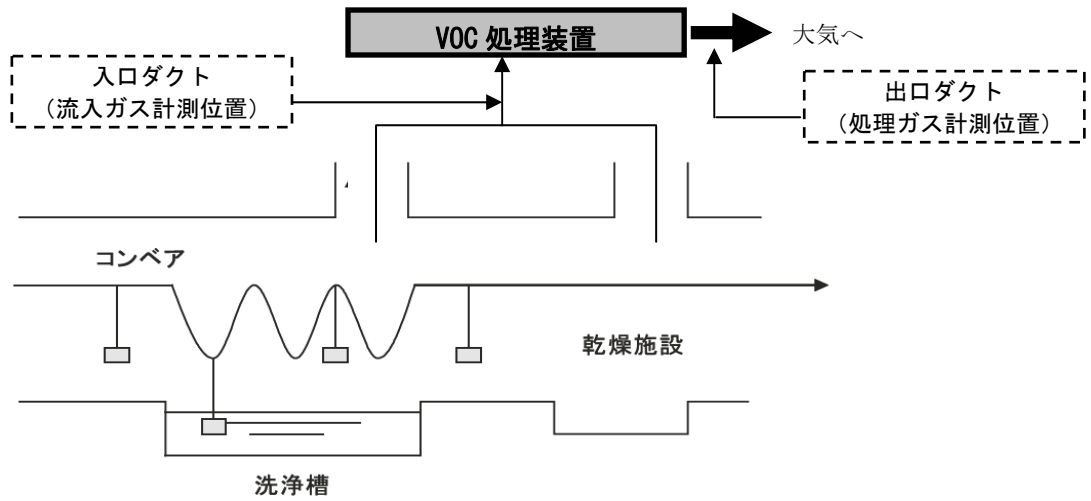 VOC 処理装置
大気へ
入口ダクト
（流入ガス計測位置）
出口ダクト
（処理ガス計測位置）
コンベア
乾燥施設
洗浄槽